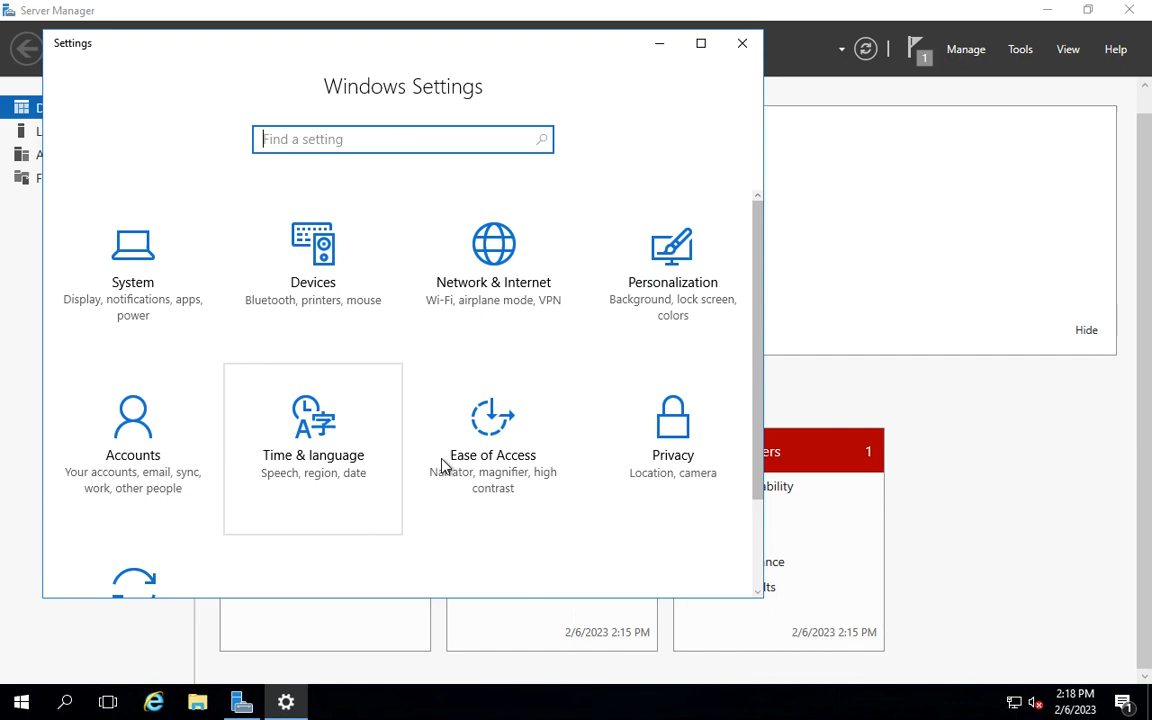 Server Manager
Settings
1
Manage
Tools
View
Help
Windows Settings
Find a setting
System
Display, notifications, apps,
power
Devices
Bluetooth, printers, mouse
Network & Internet
Wi-Fi, airplane mode, VPN
Personalization
Background, lock screen,
colors
Hide
Accounts
Your accounts, email, sync,
work, other people
Time & language
Speech, region, date
Ease of Access
Narrator, magnifier, high
contrast
Privacy
Location, camera
1
2/6/2023 2:15 PM
2/6/2023 2:15 PM
2:18 PM
2/6/2023
1